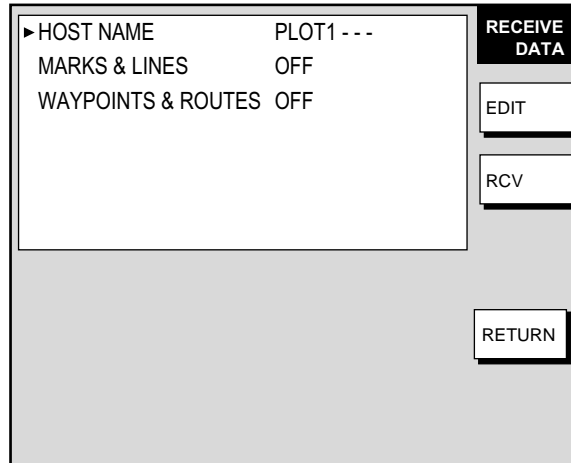 ▶HOST NAME PLOT1 - - -
MARKS & LINES OFF
WAYPOINTS & ROUTES OFF
RECEIVE
DATA
EDIT
RCV
RETURN